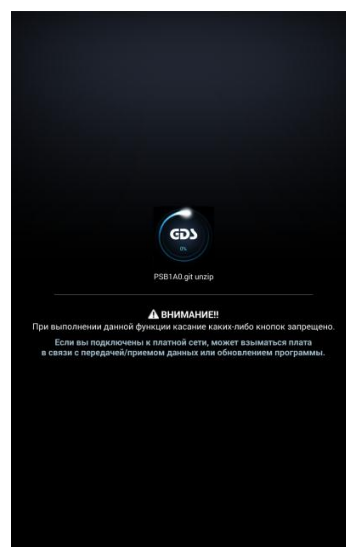 GDS
0%
PSB1A0.git unzip
ВНИМАНИЕ!!
При выполнении данной функции касание каких-либо кнопок запрещено.
Если вы подключены к платной сети, может взыматься плата
в связи с передачей/приемом данных или обновлением программы.